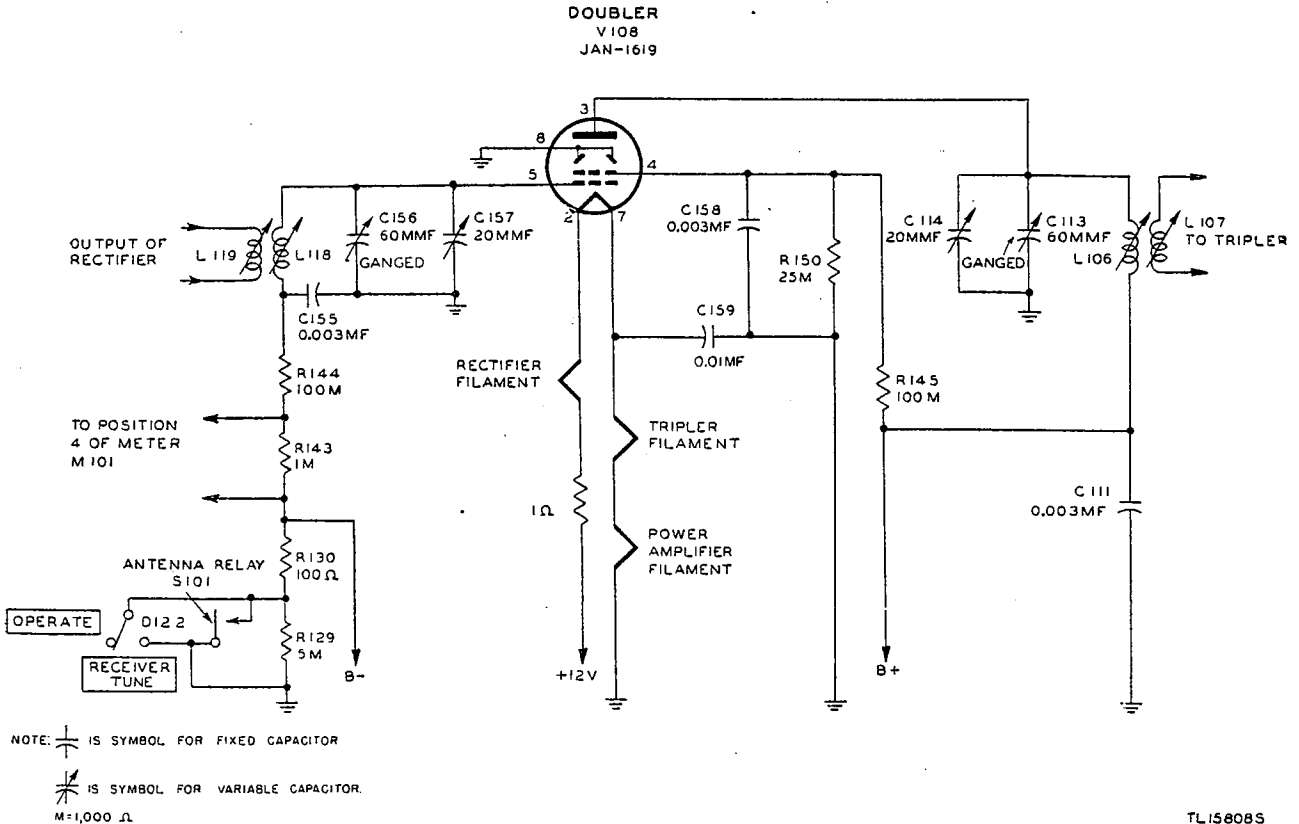 DOUBLER
V108
JAN-1619
3
8
4
5
2
7
OUTPUT OF
RECTIFIER
L119
L118
C156
60MMF
GANGED
C157
20MMF
C155
0.003MF
C158
0.003MF
R150
25M
C159
0.01MF
C114
20MMF
GANGED
C113
60MMF
L106
L107
TO TRIPLER
R144
100M
TO POSITION
4 OF METER
M101
R143
1M
RECTIFIER
FILAMENT
TRIPLER
FILAMENT
1Ω
POWER
AMPLIFIER
FILAMENT
R145
100M
C111
0.003MF
R130
100Ω
ANTENNA RELAY
S101
OPERATE
D122
RECEIVER
TUNE
R129
5M
B-
+12V
B+
NOTE: IS SYMBOL FOR FIXED CAPACITOR
IS SYMBOL FOR VARIABLE CAPACITOR.
M=1,000 Ω
TL15808S